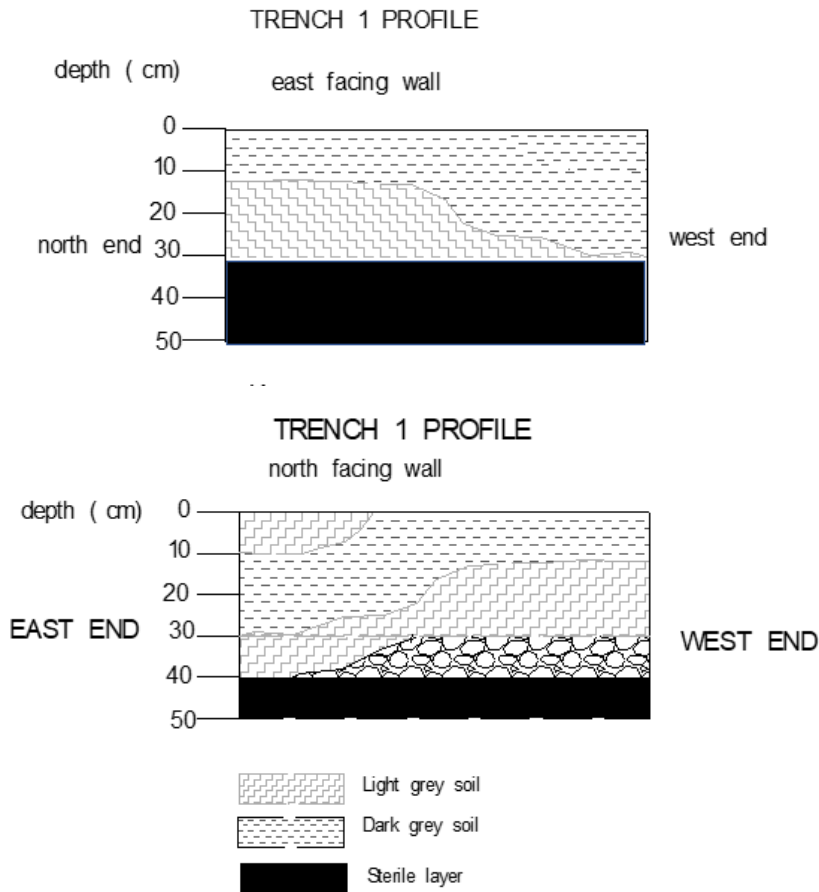 TRENCH 1 PROFILE
depth ( cm)
east facing wall
0
10
20
north end
30
west end
40
50
TRENCH 1 PROFILE
north facing wall
depth ( cm)
0
10
20
EAST END
30
WEST END
40
50
Light grey soil
Dark grey soil
Sterile layer